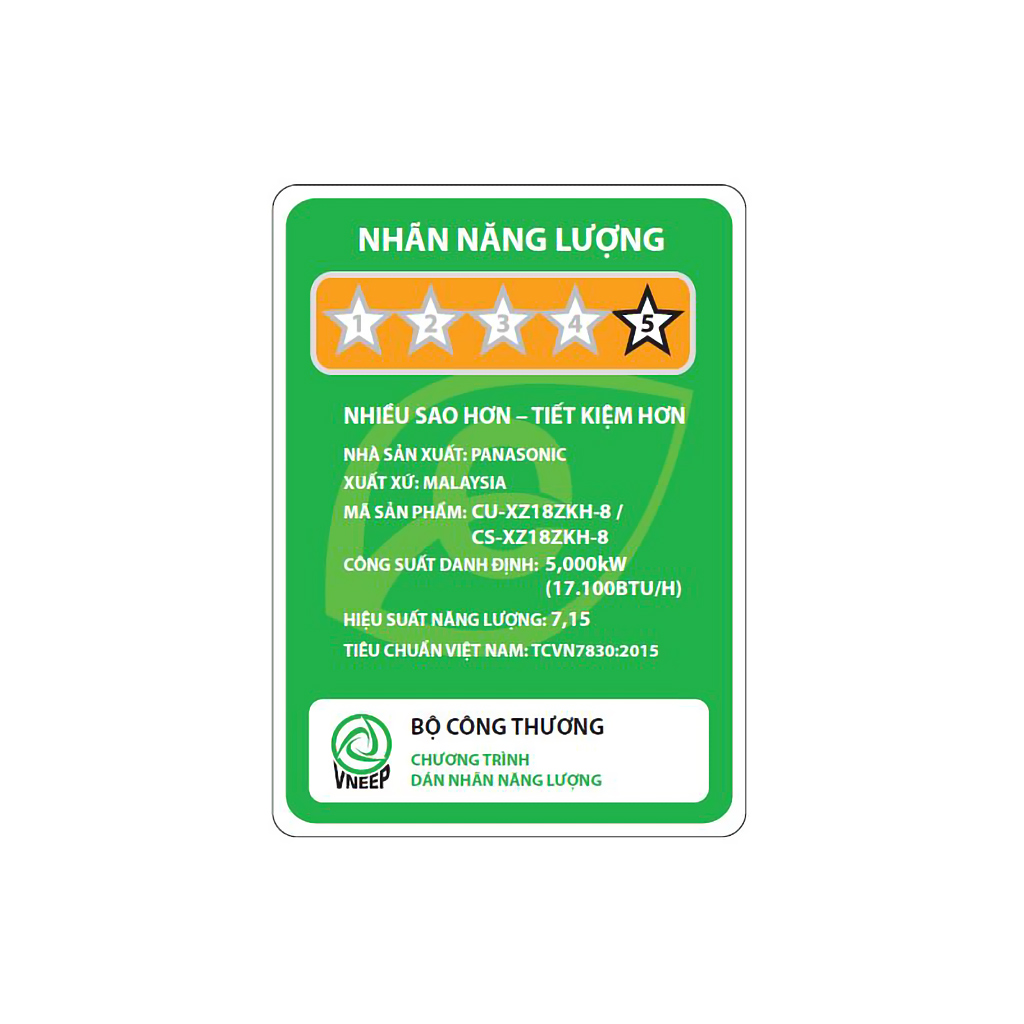 NHÃN NĂNG LƯỢNG
1 2 3 4 5
NHIỀU SAO HƠN – TIẾT KIỆM HƠN
NHÀ SẢN XUẤT: PANASONIC
XUẤT XỨ: MALAYSIA
MÃ SẢN PHẨM: CU-XZ18ZKH-8 /
CS-XZ18ZKH-8
CÔNG SUẤT DANH ĐỊNH: 5,000kW
(17.100BTU/H)
HIỆU SUẤT NĂNG LƯỢNG: 7,15
TIÊU CHUẨN VIỆT NAM: TCVN7830:2015
BỘ CÔNG THƯƠNG
CHƯƠNG TRÌNH
DÁN NHÃN NĂNG LƯỢNG
VNEEP